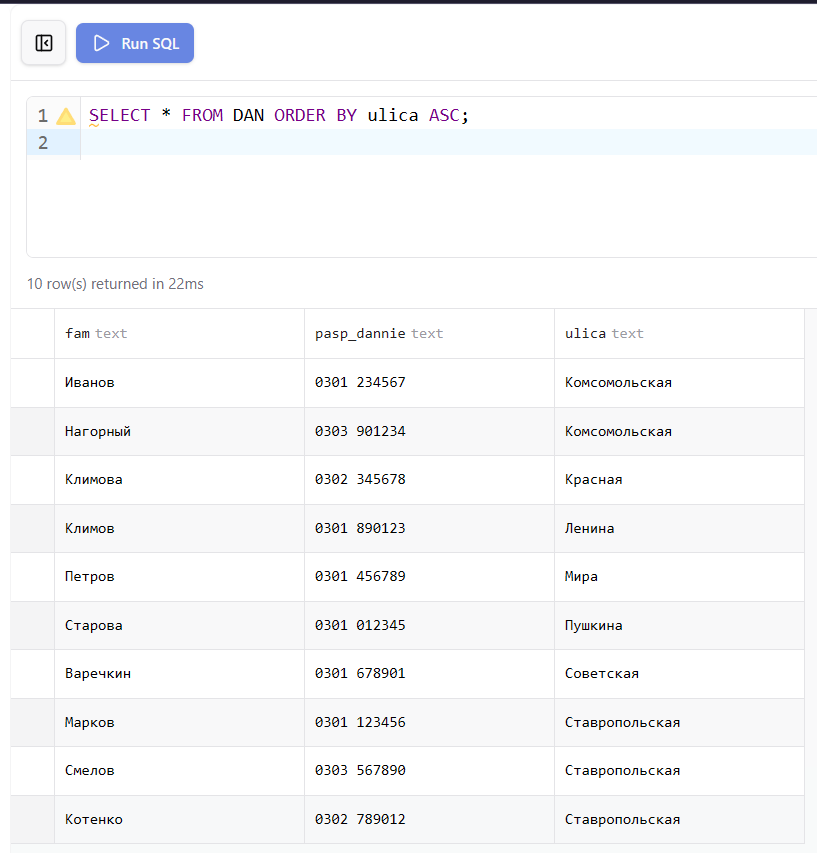 Run SQL
1 SELECT * FROM DAN ORDER BY ulica ASC;
2
10 row(s) returned in 22ms
fam text pasp_dannie text ulica text
Иванов 0301 234567 Комсомольская
Нагорный 0303 901234 Комсомольская
Климова 0302 345678 Красная
Климов 0301 890123 Ленина
Петров 0301 456789 Мира
Старова 0301 012345 Пушкина
Варечкин 0301 678901 Советская
Марков 0301 123456 Ставропольская
Смелов 0303 567890 Ставропольская
Котенко 0302 789012 Ставропольская